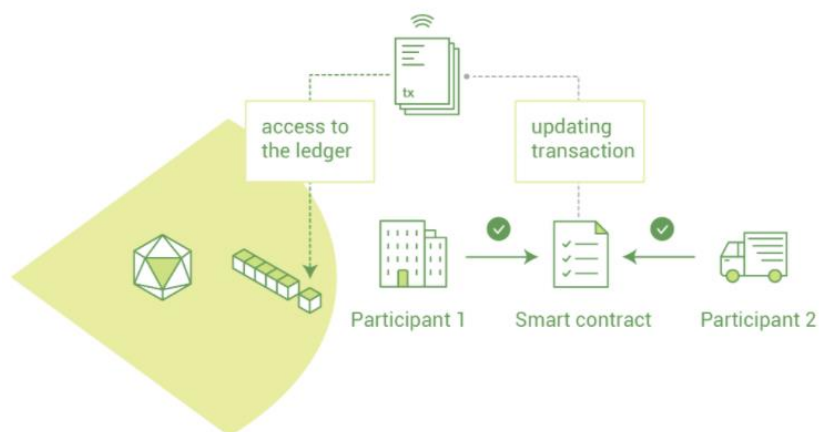 tx
access to
the ledger
updating
transaction
Participant 1
Smart contract
Participant 2